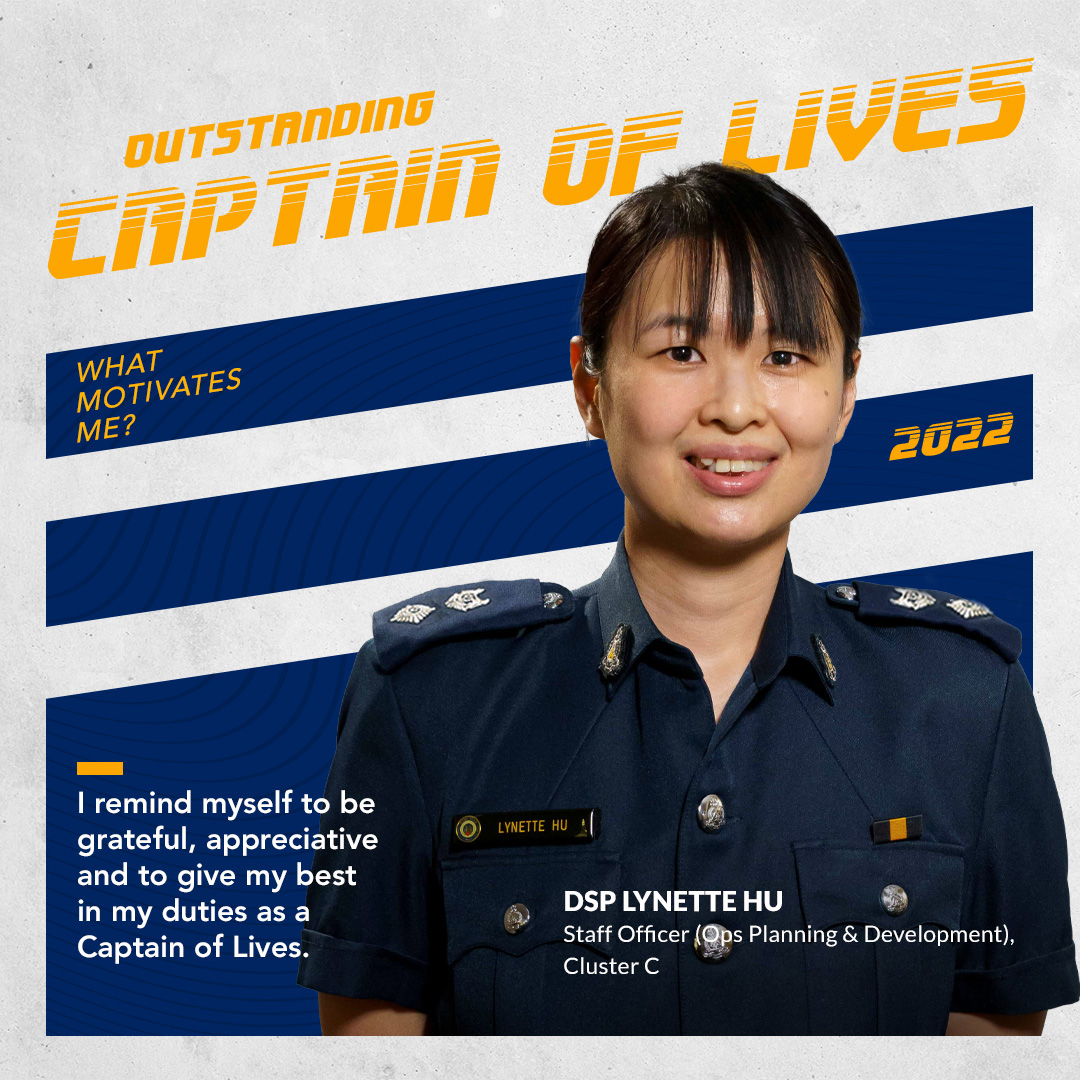 OUTSTANDING
CAPTAIN OF LIVES
WHAT
MOTIVATES
ME?
2022
I remind myself to be
grateful, appreciative
and to give my best
in my duties as a
Captain of Lives.
LYNETTE HU
DSP LYNETTE HU
Staff Officer (Ops Planning & Development),
Cluster C